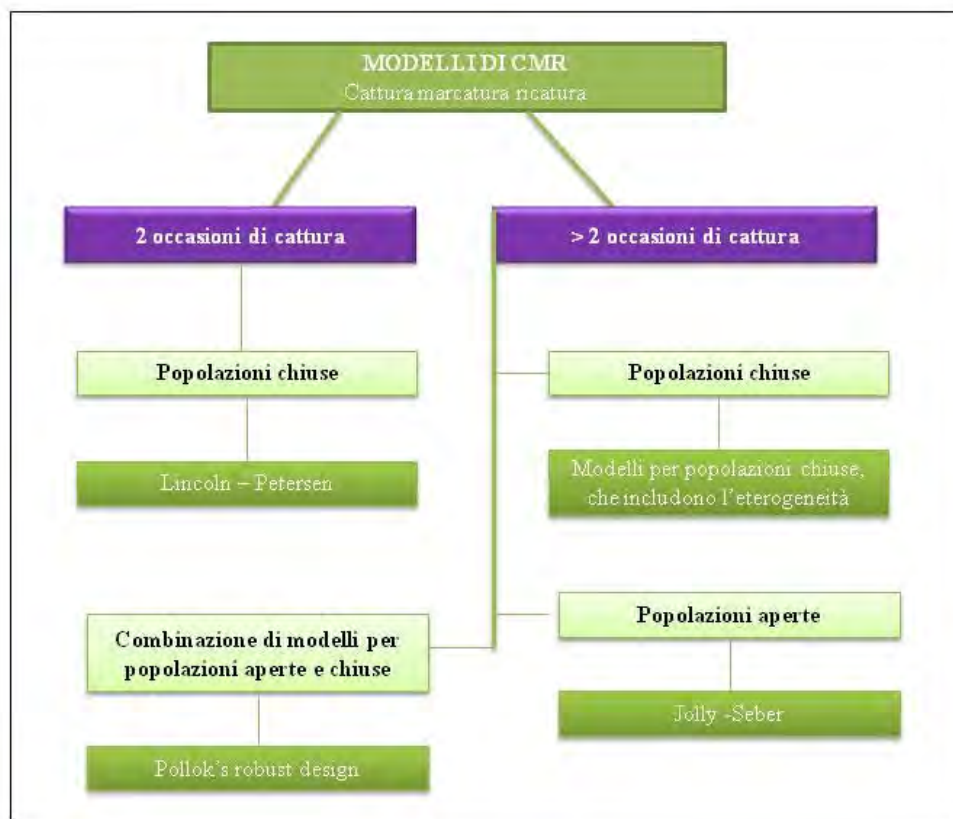 MODELLI DI CMR
Cattura marcatura ricatura
2 occasioni di cattura
> 2 occasioni di cattura
Popolazioni chiuse
Popolazioni chiuse
Lincoln – Petersen
Modelli per popolazioni chiuse,
che includono l'eterogeneità
Popolazioni aperte
Combinazione di modelli per
popolazioni aperte e chiuse
Jolly -Seber
Pollok's robust design